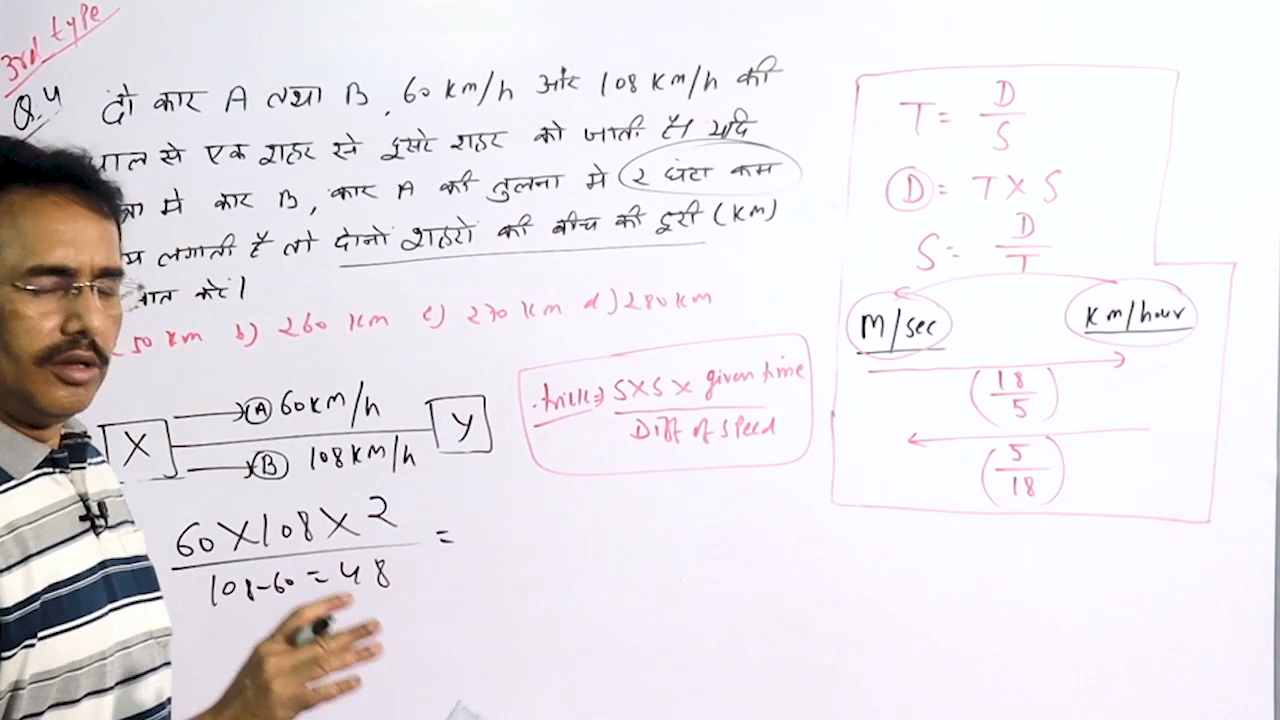 3rd type
Q.4 दो कार A तथा B, 60 km/h और 108 km/h की
चाल से एक शहर से दूसरे शहर को जाती है। यदि
मे कार B, कार A की तुलना मे 2 घंटा कम
लगाती है तो दोनो शहरो की बीच की दूरी (KM)
करे।
50 km b) 260 km c) 270 km d) 280 km
X → A 60 km/h Y
→ B 108 km/h
trick ⇒ S×S× given time
Diff of speed
60×108×2 =
108-60 = 48
T = D
S
D = T × S
S = D
T
M/sec Km/hour
(18
5)
(5
18)